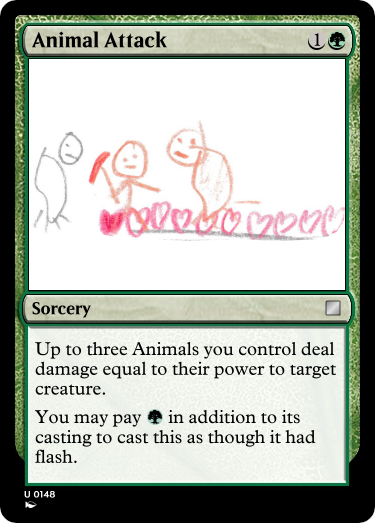 Animal Attack 1
Sorcery
Up to three Animals you control deal
damage equal to their power to target
creature.
You may pay in addition to its
casting to cast this as though it had
flash.
U 0148